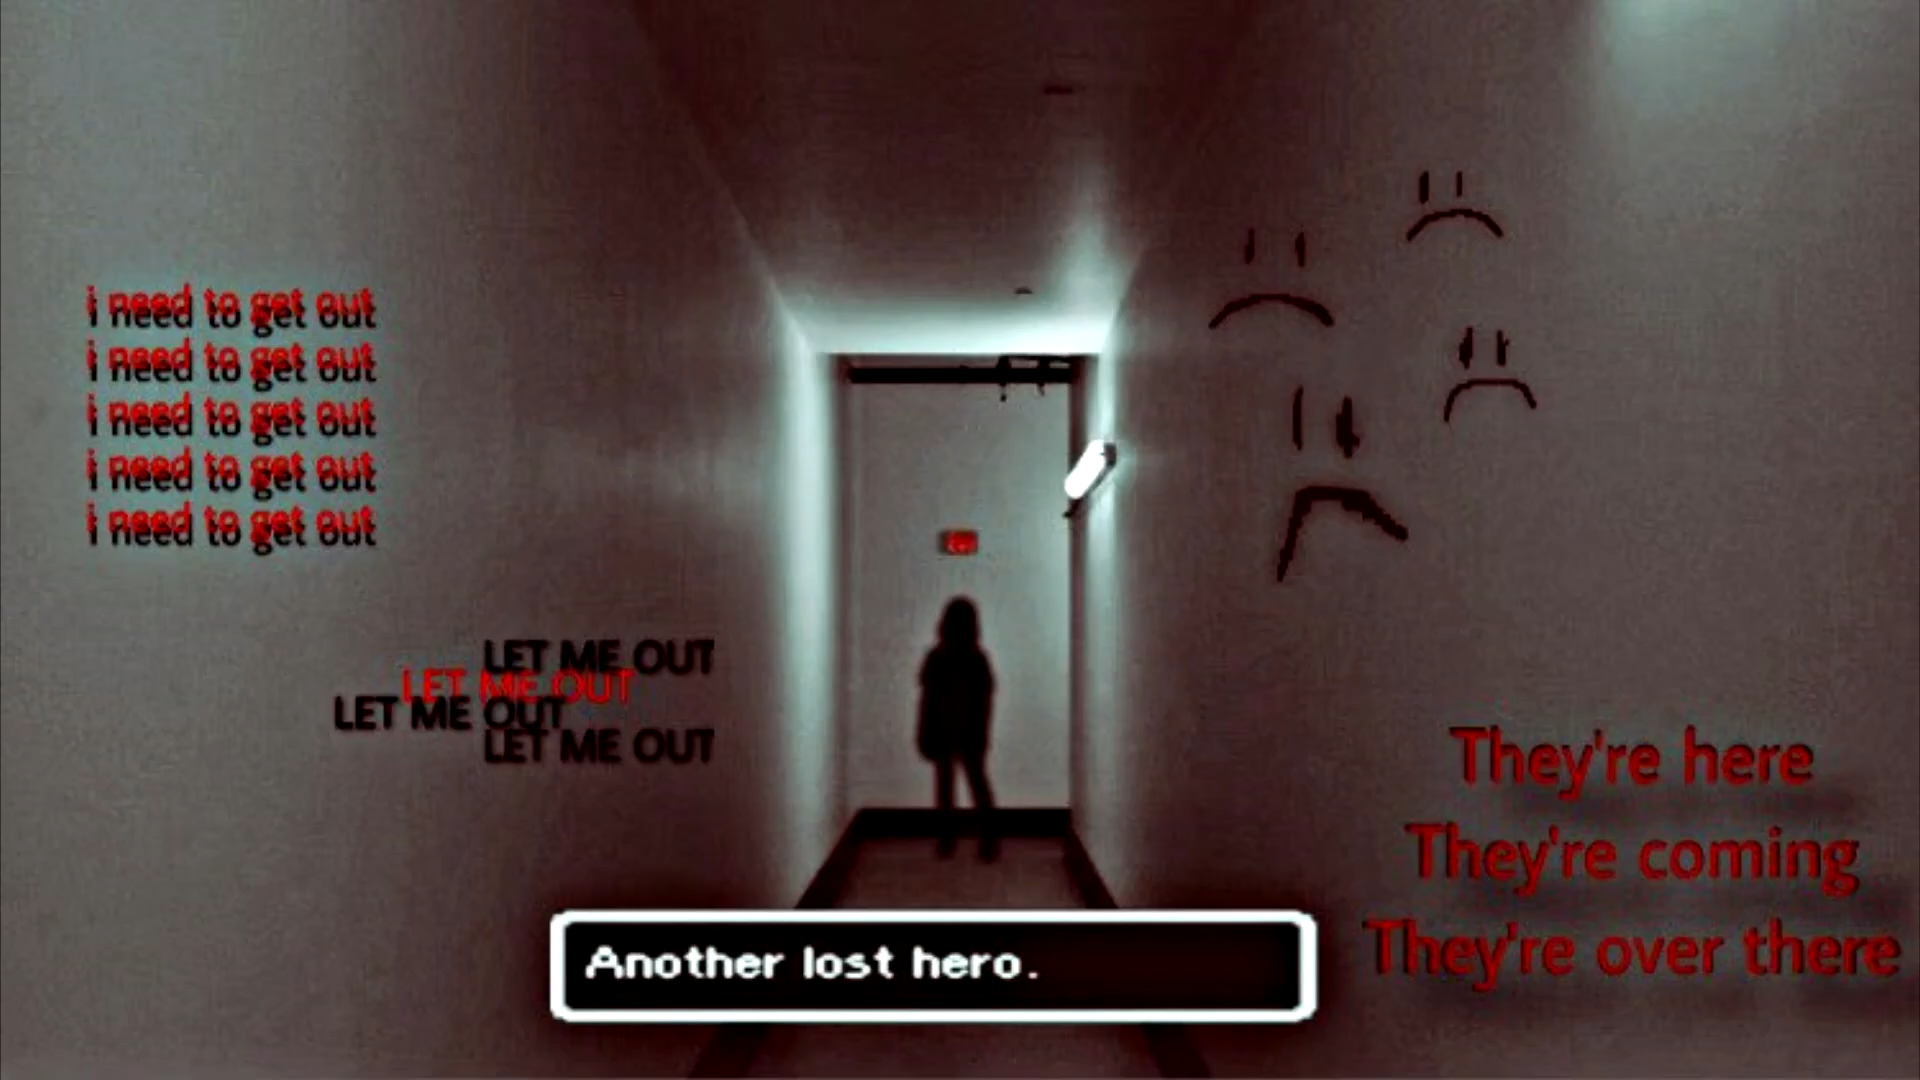 i need to get out
i need to get out
i need to get out
i need to get out
i need to get out
LET ME OUT
LET ME OUT
LET ME OUT
LET ME OUT
They're here
They're coming
They're over there
Another lost hero.